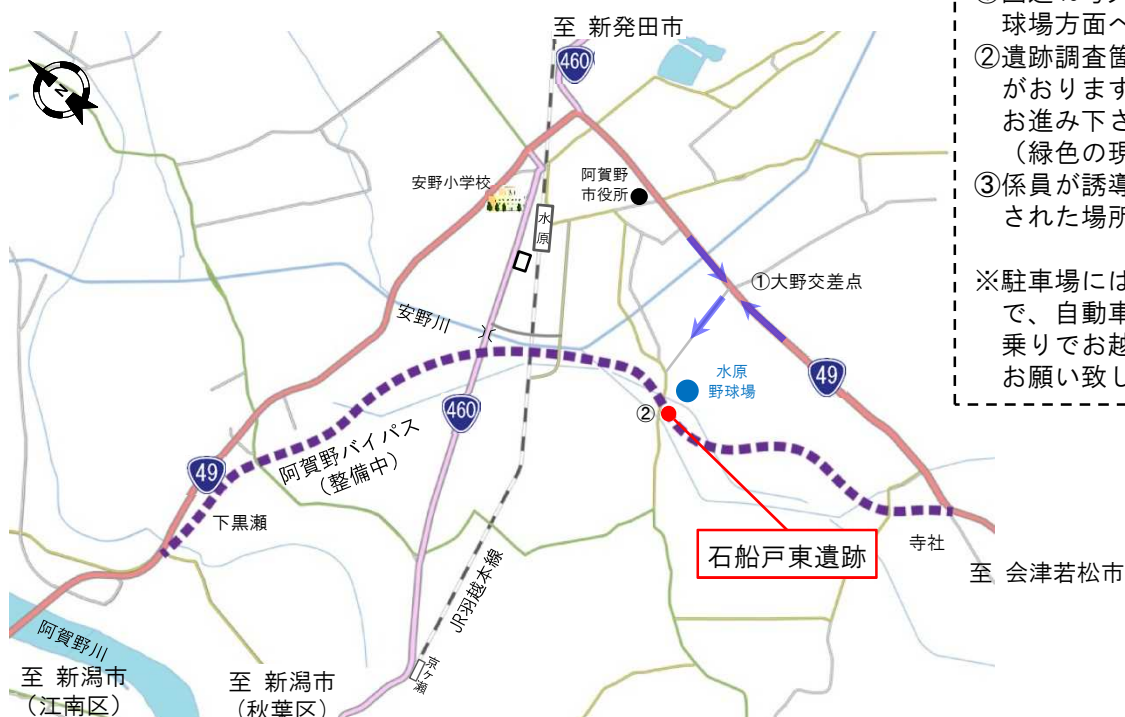 至 新発田市
460
N
安野小学校
阿賀野
市役所
水原
①大野交差点
安野川
水原
野球場
49
②
460
阿賀野バイパス
(整備中)
49
下黒瀬
石船戸東遺跡
寺社
至 会津若松市
JR羽越本線
京ヶ瀬
阿賀野川
至 新潟市
(江南区)
至 新潟市
(秋葉区)
球場方面へ
②遺跡調査箇
がおります
お進み下さ
(緑色の現
③係員が誘導
された場所
※駐車場には
で、自動車
乗りでお越
お願い致し